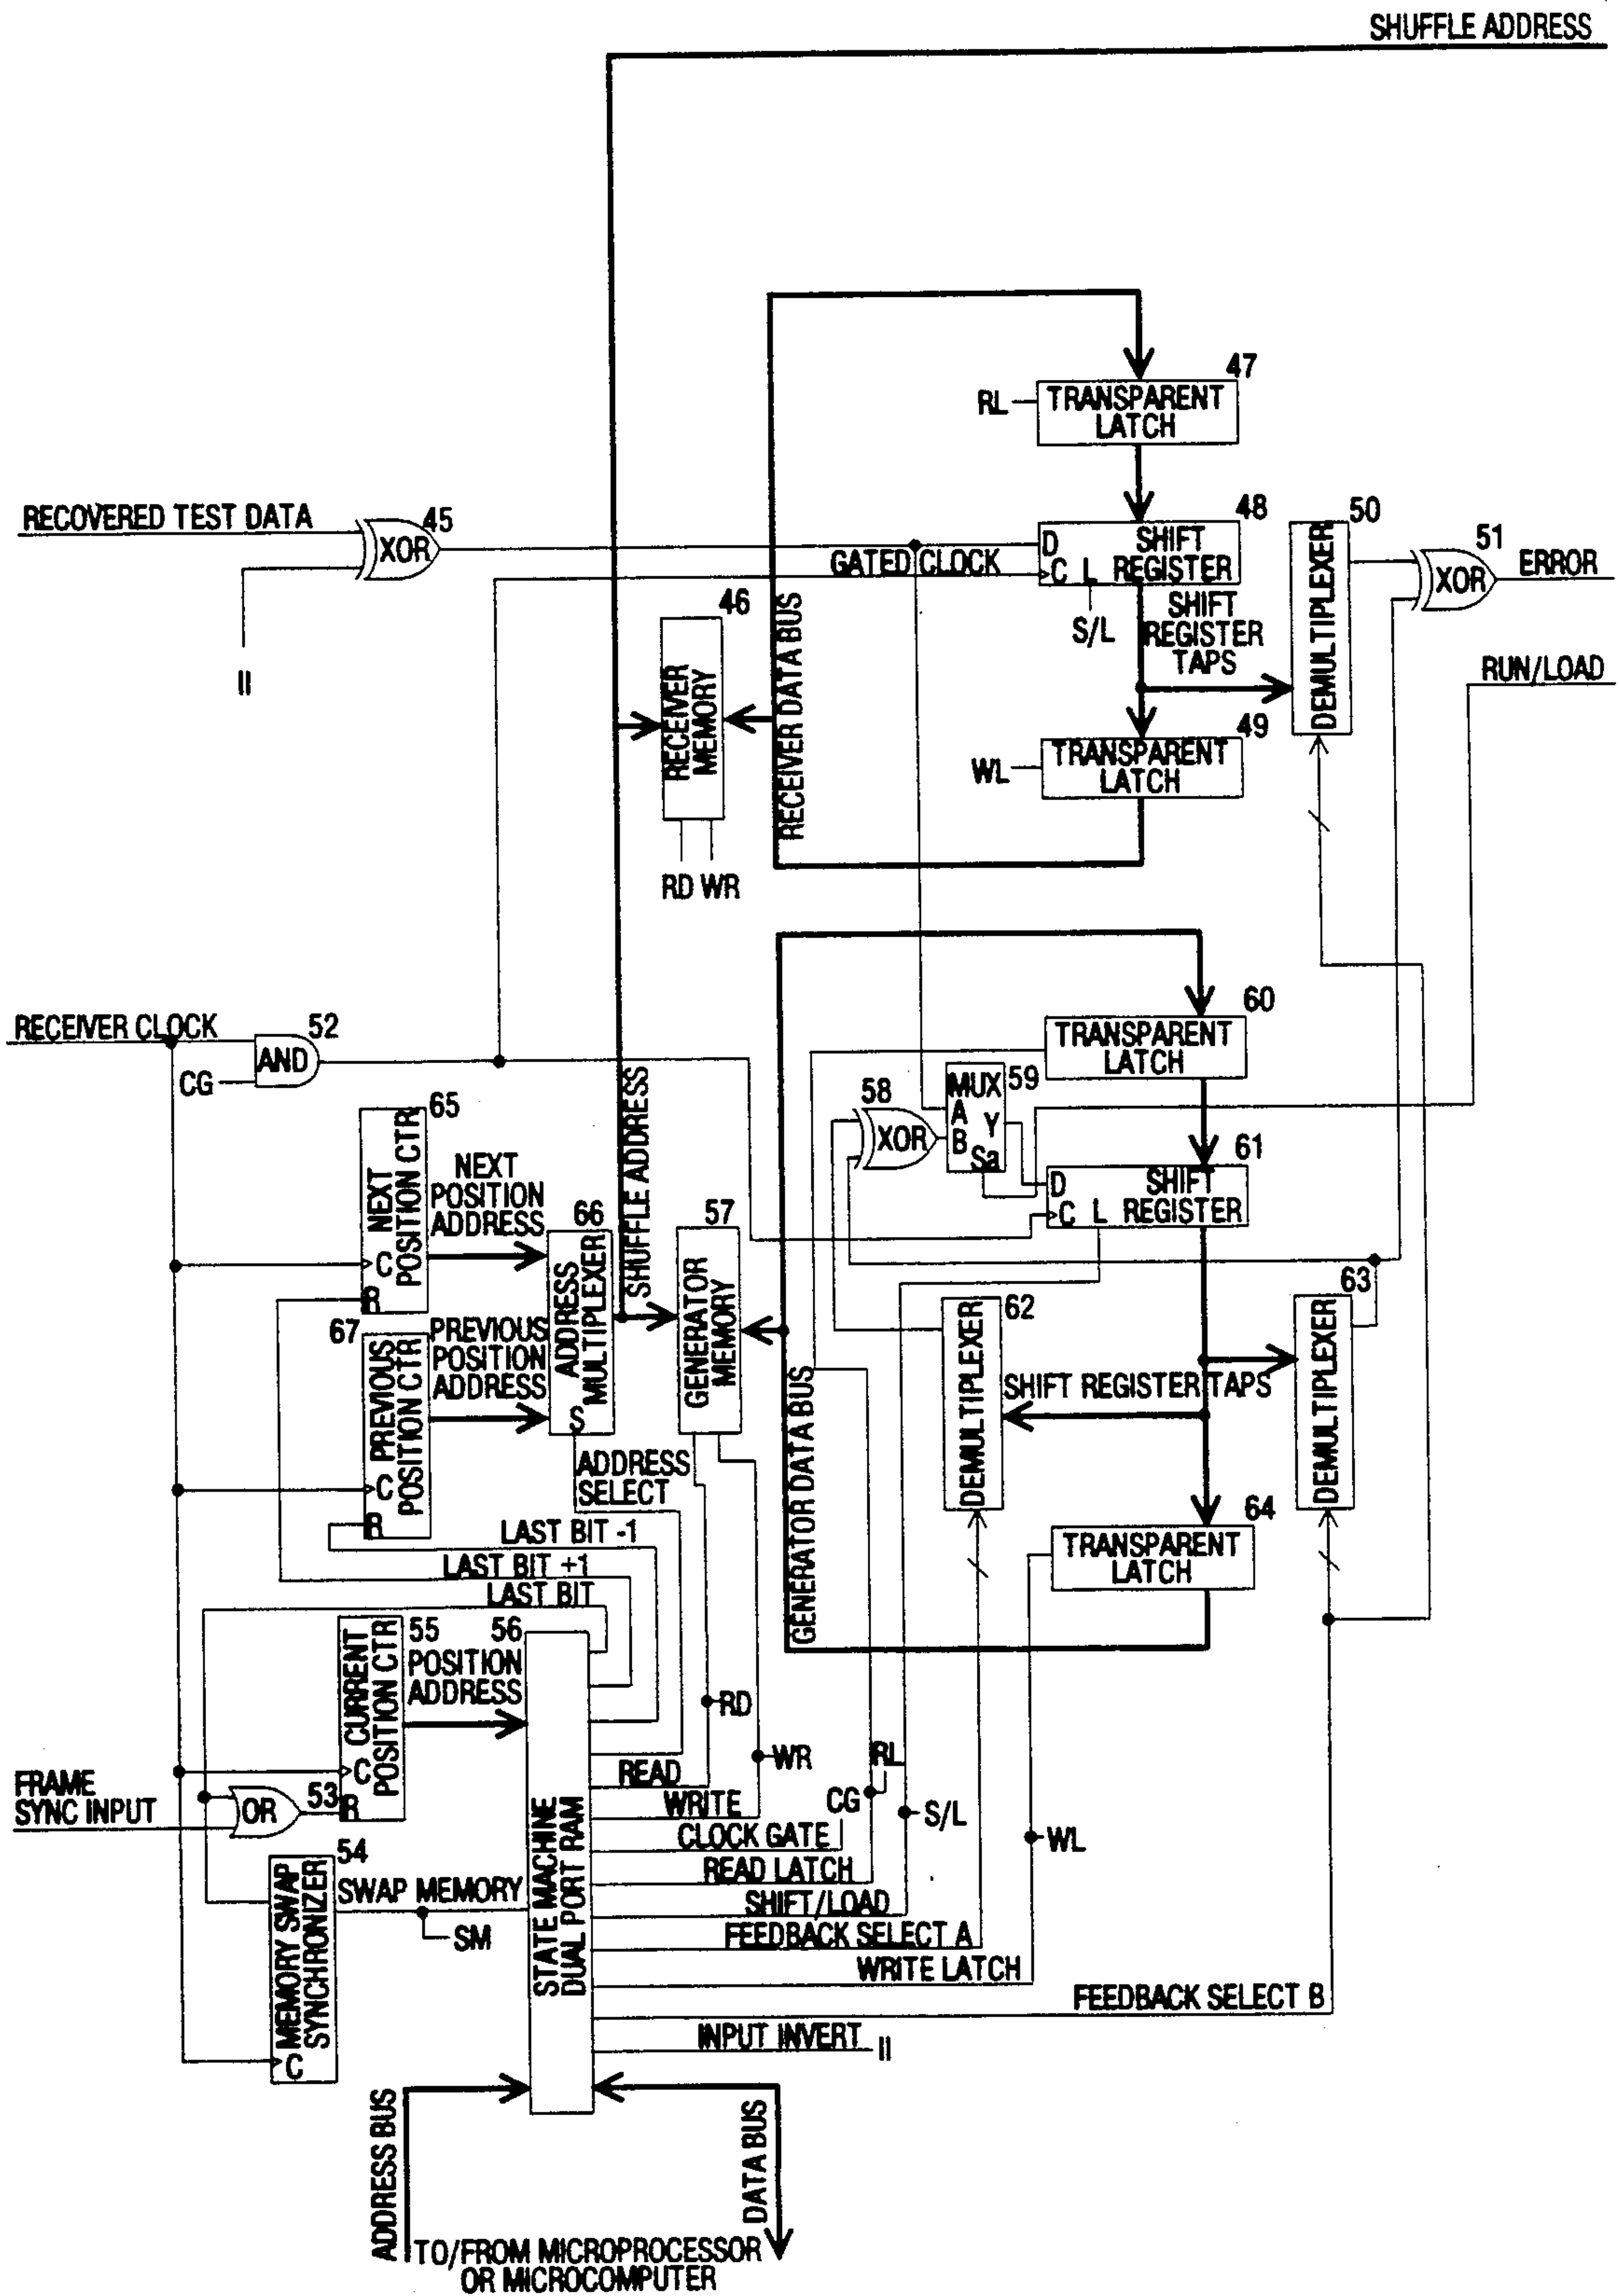 SHUFFLE ADDRESS
47
RL
TRANSPARENT
LATCH
RECOVERED TEST DATA
45
XOR
II
GATED CLOCK
48
D
C L
SHIFT
REGISTER
S/L
SHIFT
REGISTER
TAPS
50
DEMULTIPLEXER
51
XOR
ERROR
RUN/LOAD
46
RECEIVER
MEMORY
RD WR
RECEIVER DATA BUS
49
WL
TRANSPARENT
LATCH
RECEIVER CLOCK
52
AND
CG
60
TRANSPARENT
LATCH
58
XOR
MUX
A
B
Y
Sa
59
61
D
C L
SHIFT
REGISTER
65
NEXT
POSITION CTR
C
R
NEXT
POSITION
ADDRESS
66
ADDRESS
MULTIPLEXER
S
SHUFFLE ADDRESS
57
GENERATOR
MEMORY
67
PREVIOUS
POSITION CTR
C
R
PREVIOUS
POSITION
ADDRESS
ADDRESS
SELECT
GENERATOR DATA BUS
62
DEMULTIPLEXER
SHIFT REGISTER TAPS
63
DEMULTIPLEXER
64
TRANSPARENT
LATCH
LAST BIT -1
LAST BIT +1
LAST BIT
55
CURRENT
POSITION CTR
C
R
POSITION
ADDRESS
56
STATE MACHINE
DUAL PORT RAM
FRAME
SYNC INPUT
OR
53
54
MEMORY SWAP
SYNCHRONIZER
C
SWAP MEMORY
SM
RD
WR
RL
CG
S/L
WL
READ
WRITE
CLOCK GATE
READ LATCH
SHIFT/LOAD
FEEDBACK SELECT A
WRITE LATCH
FEEDBACK SELECT B
INPUT INVERT
II
ADDRESS BUS
DATA BUS
TO/FROM MICROPROCESSOR
OR MICROCOMPUTER